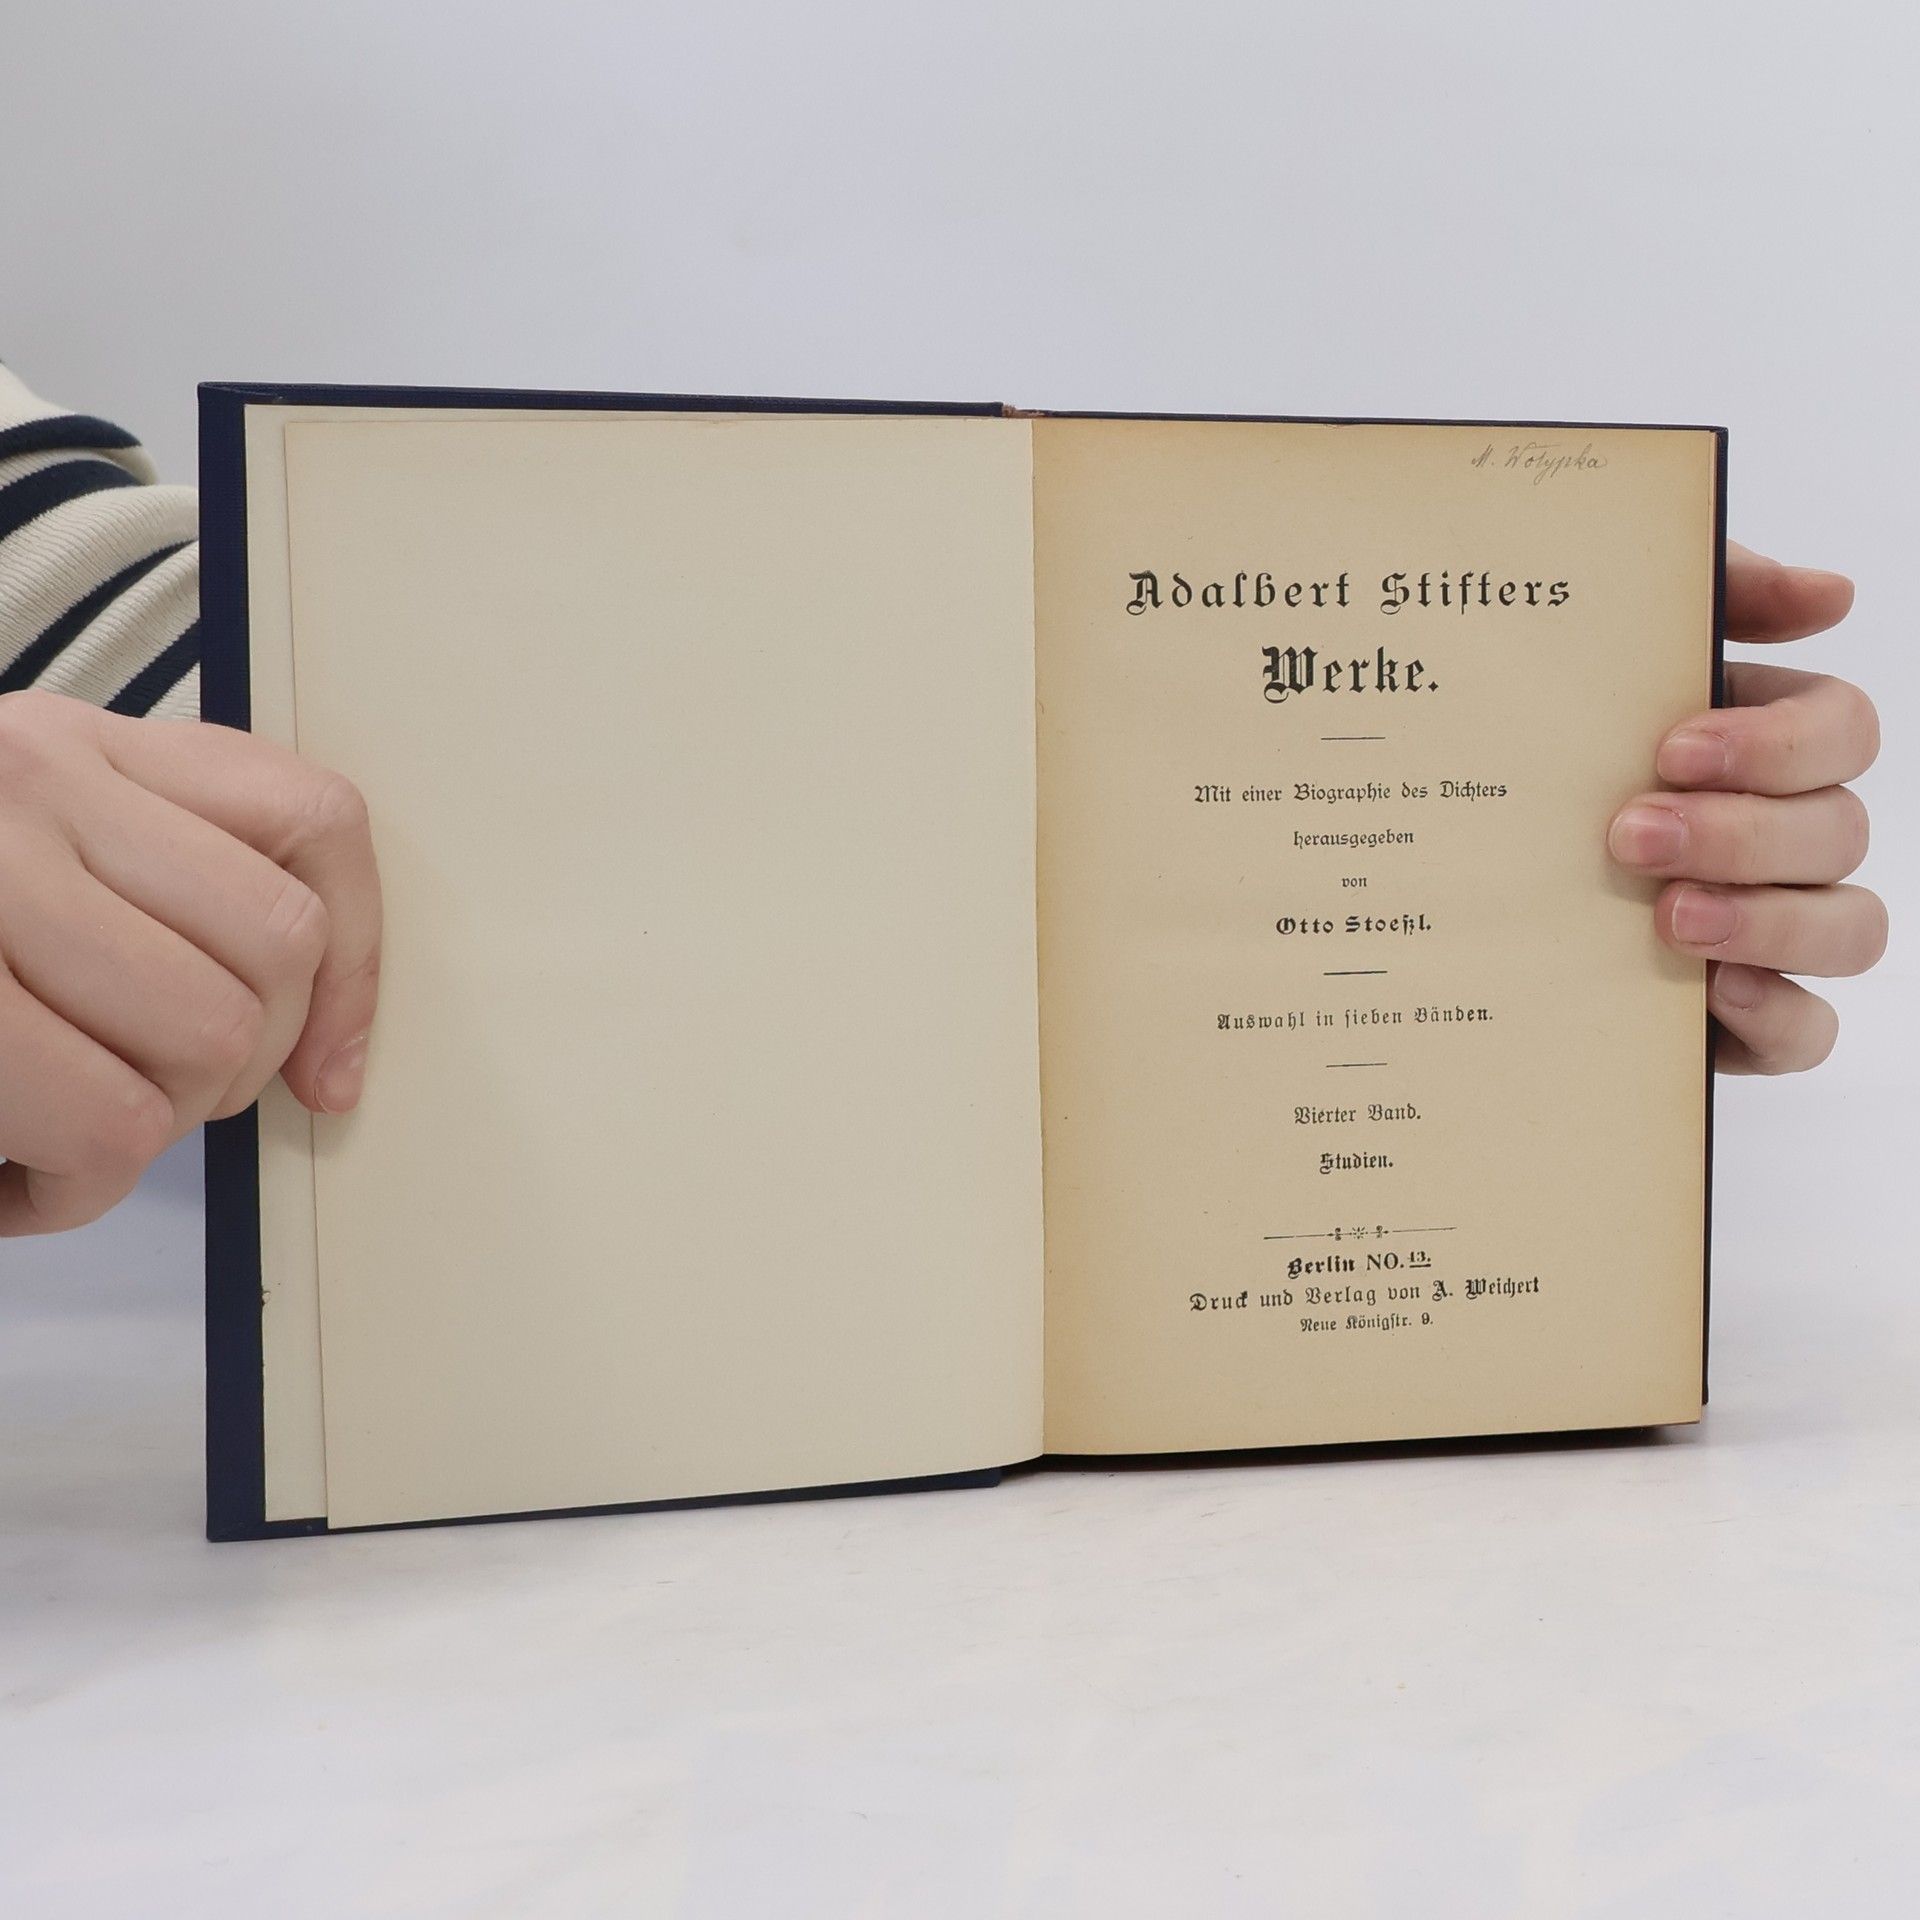 M. Wotypka
Adalbert Stifters
Werke.
Mit einer Biographie des Dichters
herausgegeben
von
Otto Stoeßl.
Auswahl in sieben Bänden.
Vierter Band.
Studien.
Berlin NO. 43.
Druck und Verlag von A. Weichert
Neue Königstr. 9.